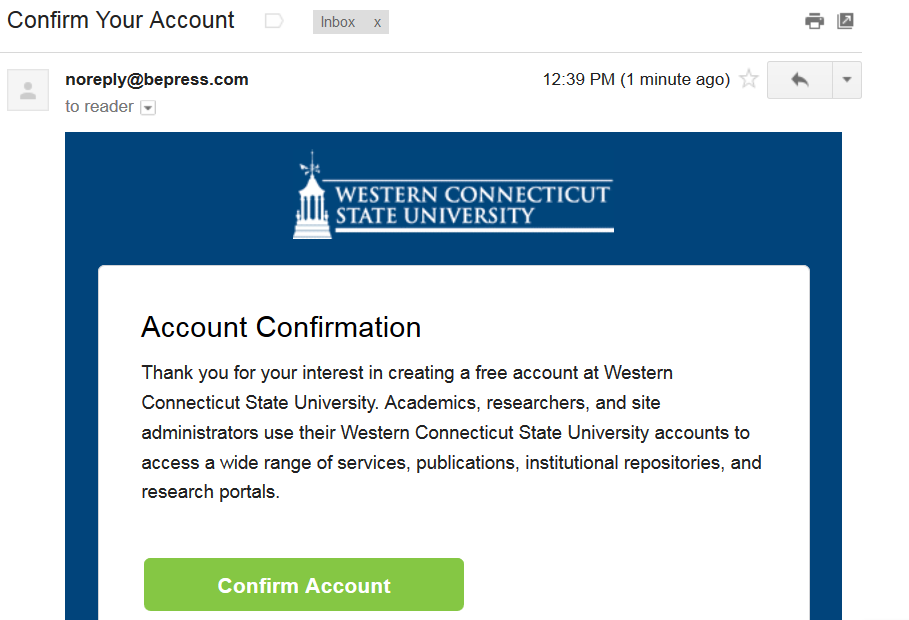 Confirm Your Account
Inbox x
noreply@bepress.com
12:39 PM (1 minute ago)
to reader
WESTERN CONNECTICUT
STATE UNIVERSITY
Account Confirmation
Thank you for your interest in creating a free account at Western
Connecticut State University. Academics, researchers, and site
administrators use their Western Connecticut State University accounts to
access a wide range of services, publications, institutional repositories, and
research portals.
Confirm Account